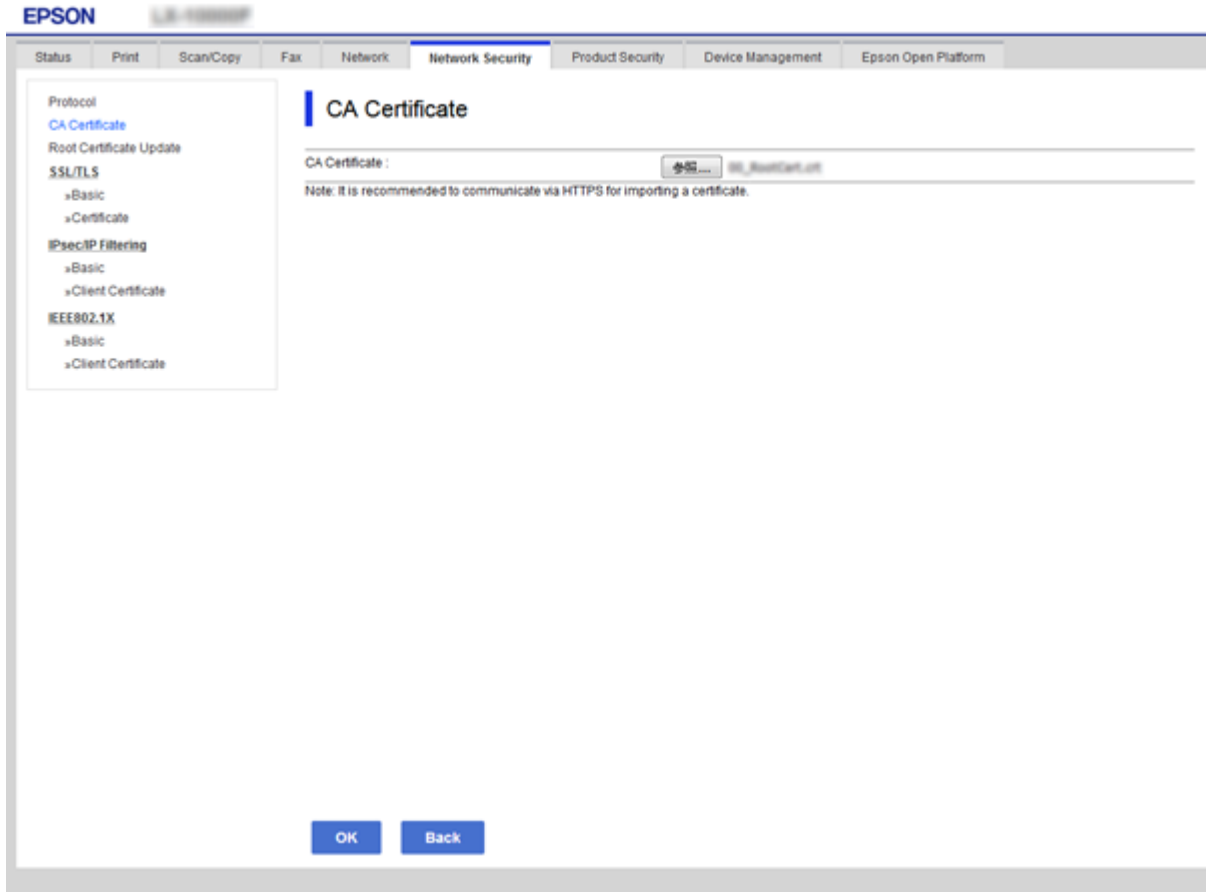 EPSON
Status Print Scan/Copy Fax Network Network Security Product Security Device Management Epson Open Platform
Protocol
CA Certificate
Root Certificate Update
SSL/TLS
»Basic
»Certificate
IPsec/IP Filtering
»Basic
»Client Certificate
IEEE802.1X
»Basic
»Client Certificate
CA Certificate
CA Certificate : 参照...
Note: It is recommended to communicate via HTTPS for importing a certificate.
OK Back